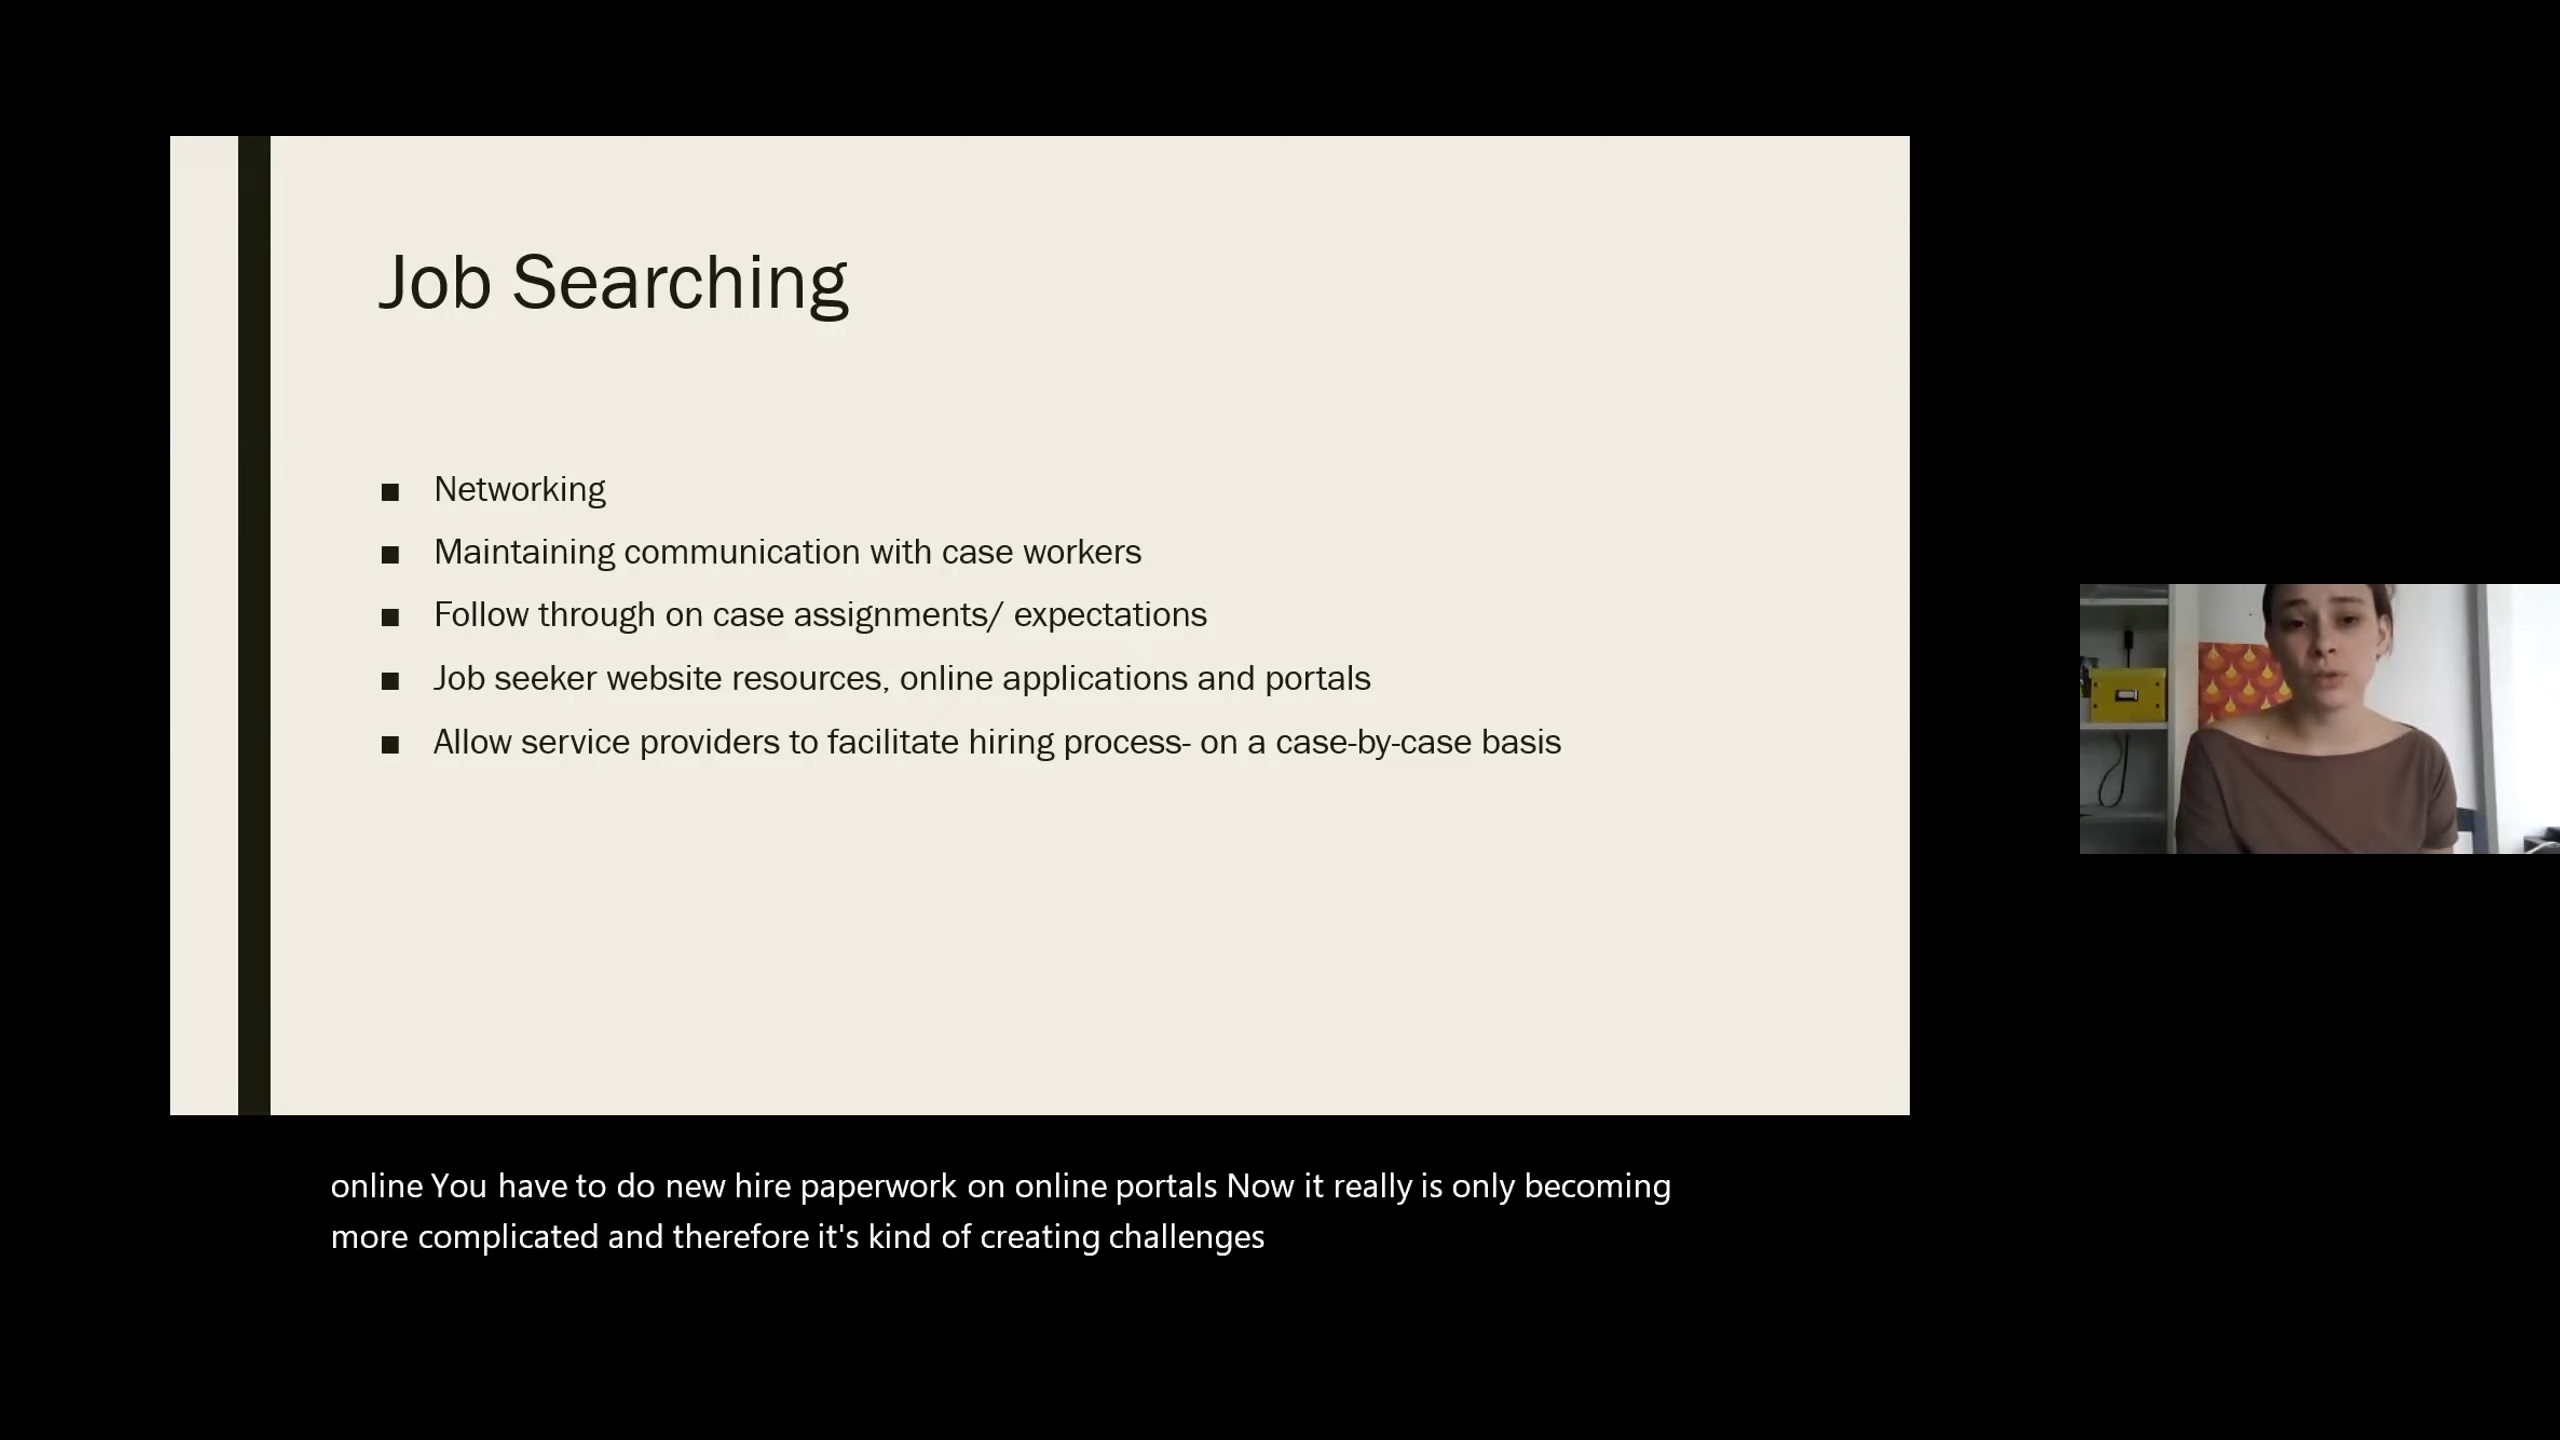 Job Searching
Networking
Maintaining communication with case workers
Follow through on case assignments/ expectations
Job seeker website resources, online applications and portals
Allow service providers to facilitate hiring process- on a case-by-case basis
online You have to do new hire paperwork on online portals Now it really is only becoming
more complicated and therefore it's kind of creating challenges